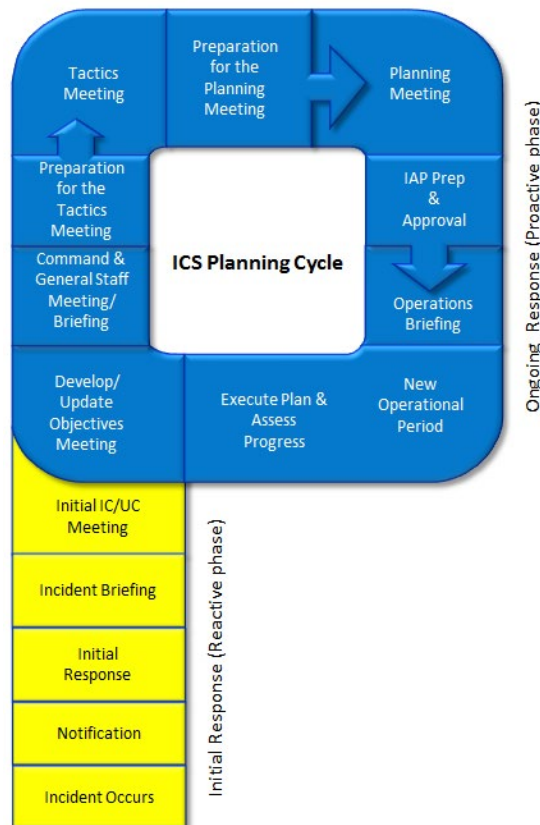 Tactics
Meeting
Preparation
for the
Planning
Meeting
Planning
Meeting
Preparation
for the
Tactics
Meeting
IAP Prep
&
Approval
Command &
General Staff
Meeting/
Briefing
ICS Planning Cycle
Operations
Briefing
Develop/
Update
Objectives
Meeting
Execute Plan &
Assess
Progress
New
Operational
Period
Ongoing Response (Proactive phase)
Initial IC/UC
Meeting
Incident Briefing
Initial
Response
Notification
Incident Occurs
Initial Response (Reactive phase)